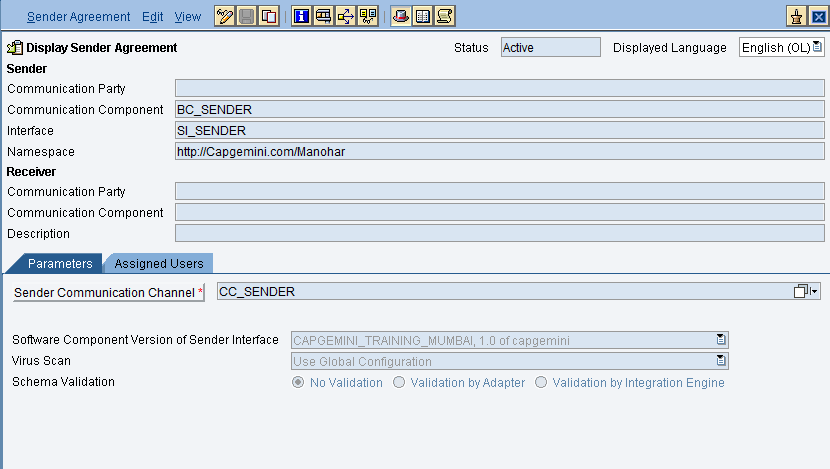 Sender Agreement Edit View
Display Sender Agreement Status Active Displayed Language English (OL)
Sender
Communication Party
Communication Component BC_SENDER
Interface SI_SENDER
Namespace http://Capgemini.com/Manohar
Receiver
Communication Party
Communication Component
Description
Parameters Assigned Users
Sender Communication Channel * CC_SENDER
Software Component Version of Sender Interface CAPGEMINI_TRAINING_MUMBAI, 1.0 of capgemini
Virus Scan Use Global Configuration
Schema Validation No Validation Validation by Adapter Validation by Integration Engine